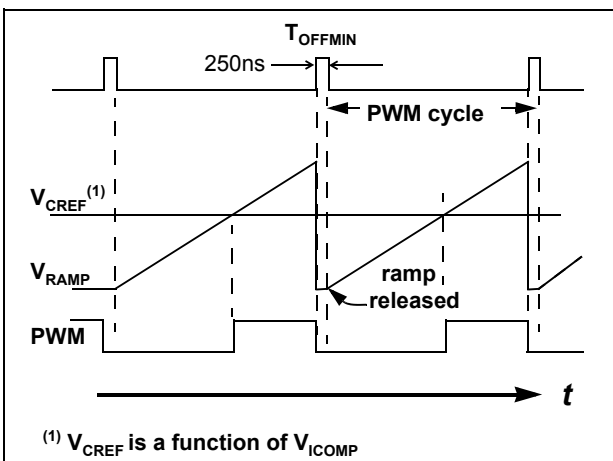 TOFFMIN
250ns
PWM cycle
VCREF(1)
VRAMP
ramp
released
PWM
t
(1) VCREF is a function of VICOMP